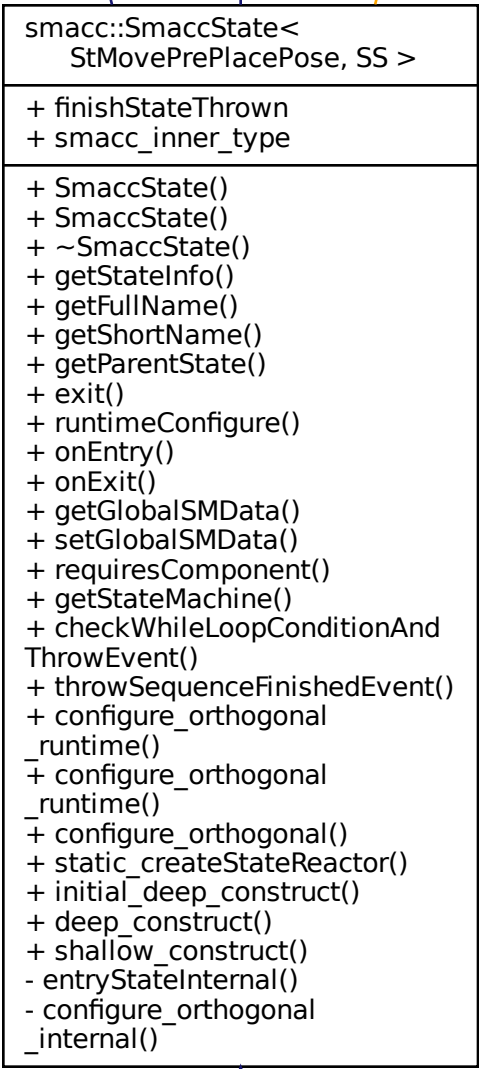 smacc::SmaccState<
StMovePrePlacePose, SS >
+ finishStateThrown
+ smacc_inner_type
+ SmaccState()
+ SmaccState()
+ ~SmaccState()
+ getStateInfo()
+ getFullName()
+ getShortName()
+ getParentState()
+ exit()
+ runtimeConfigure()
+ onEntry()
+ onExit()
+ getGlobalSMData()
+ setGlobalSMData()
+ requiresComponent()
+ getStateMachine()
+ checkWhileLoopConditionAnd
ThrowEvent()
+ throwSequenceFinishedEvent()
+ configure_orthogonal
_runtime()
+ configure_orthogonal
_runtime()
+ configure_orthogonal()
+ static_createStateReactor()
+ initial_deep_construct()
+ deep_construct()
+ shallow_construct()
- entryStateInternal()
- configure_orthogonal
_internal()